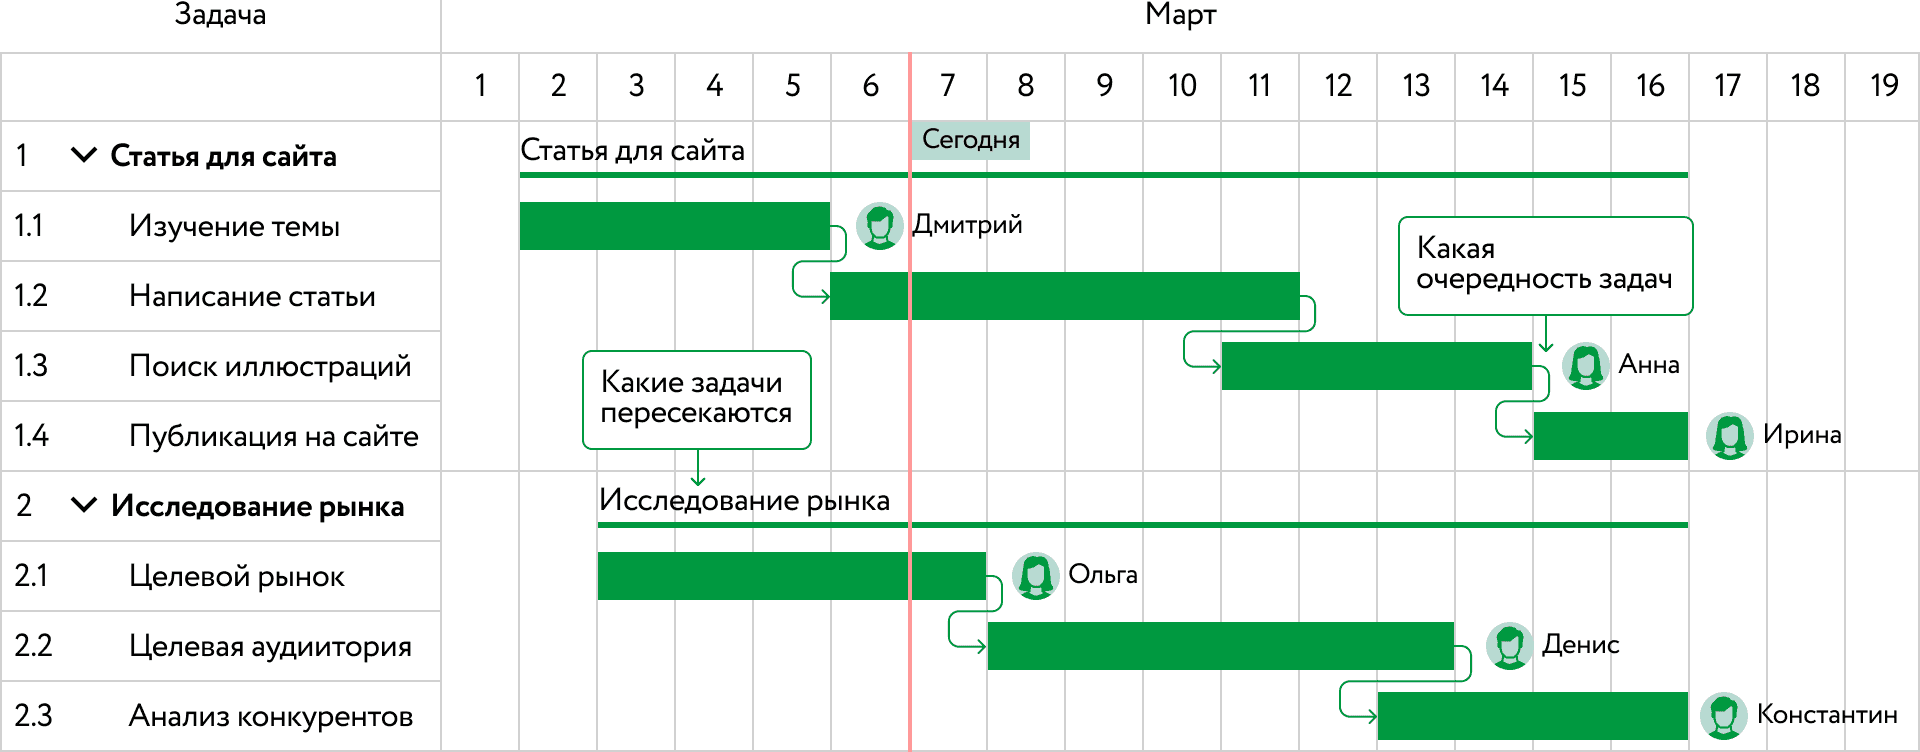 Задача
Март
1 2 3 4 5 6 7 8 9 10 11 12 13 14 15 16 17 18 19
1 Статья для сайта
Статья для сайта
Сегодня
1.1 Изучение темы
Дмитрий
1.2 Написание статьи
Какая
очередность задач
1.3 Поиск иллюстраций
Анна
Какие задачи
пересекаются
1.4 Публикация на сайте
Ирина
2 Исследование рынка
Исследование рынка
2.1 Целевой рынок
Ольга
2.2 Целевая аудиитория
Денис
2.3 Анализ конкурентов
Константин